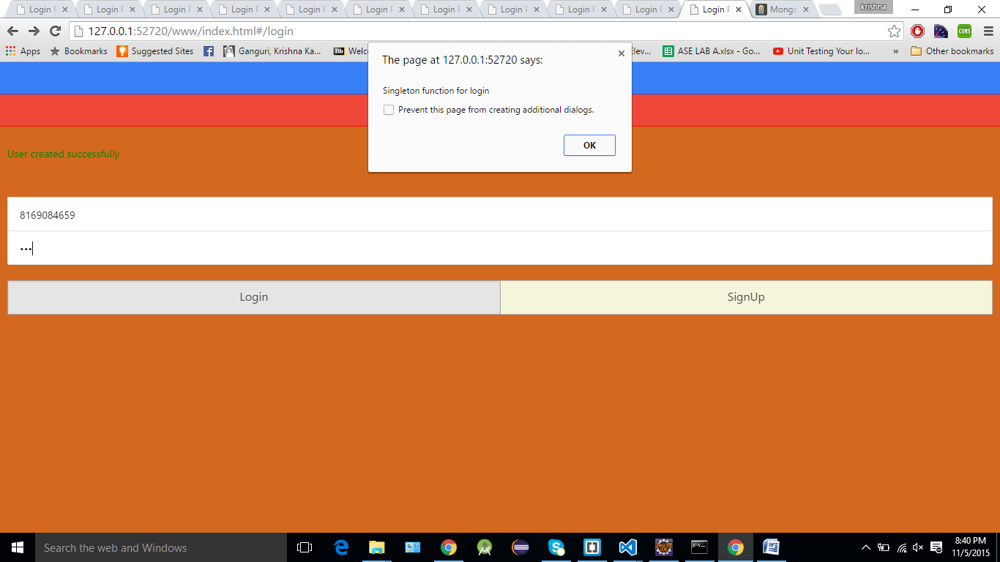 Login F Login F Login F Login F Login F Login F Login F Login F Login F Login F Login F Mongo krishna
127.0.0.1:52720/www/index.html#/login CORS
Apps Bookmarks Suggested Sites Ganguri, Krishna Ka... Bb Welc Elev... ASE LAB A.xlsx - Go... Unit Testing Your Io... » Other bookmarks
The page at 127.0.0.1:52720 says:
Singleton function for login
Prevent this page from creating additional dialogs.
OK
User created successfully
8169084659
•••
Login SignUp
Search the web and Windows
8:40 PM
11/5/2015